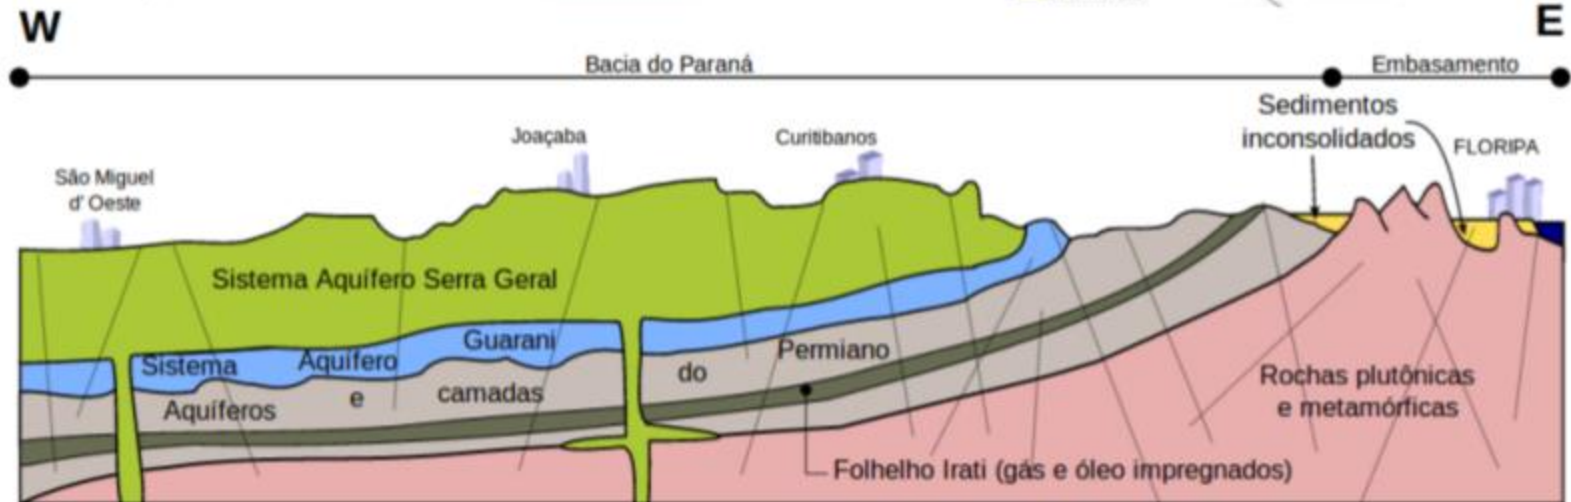 W
E
Bacia do Paraná
Embasamento
Sedimentos
inconsolidados
Joaçaba
Curitibanos
FLORIPA
São Miguel
d' Oeste
Sistema Aquífero Serra Geral
Sistema Aquífero Guarani
Aquíferos e camadas do Permiano
Rochas plutônicas
e metamórficas
Folhelho Irati (gás e óleo impregnados)